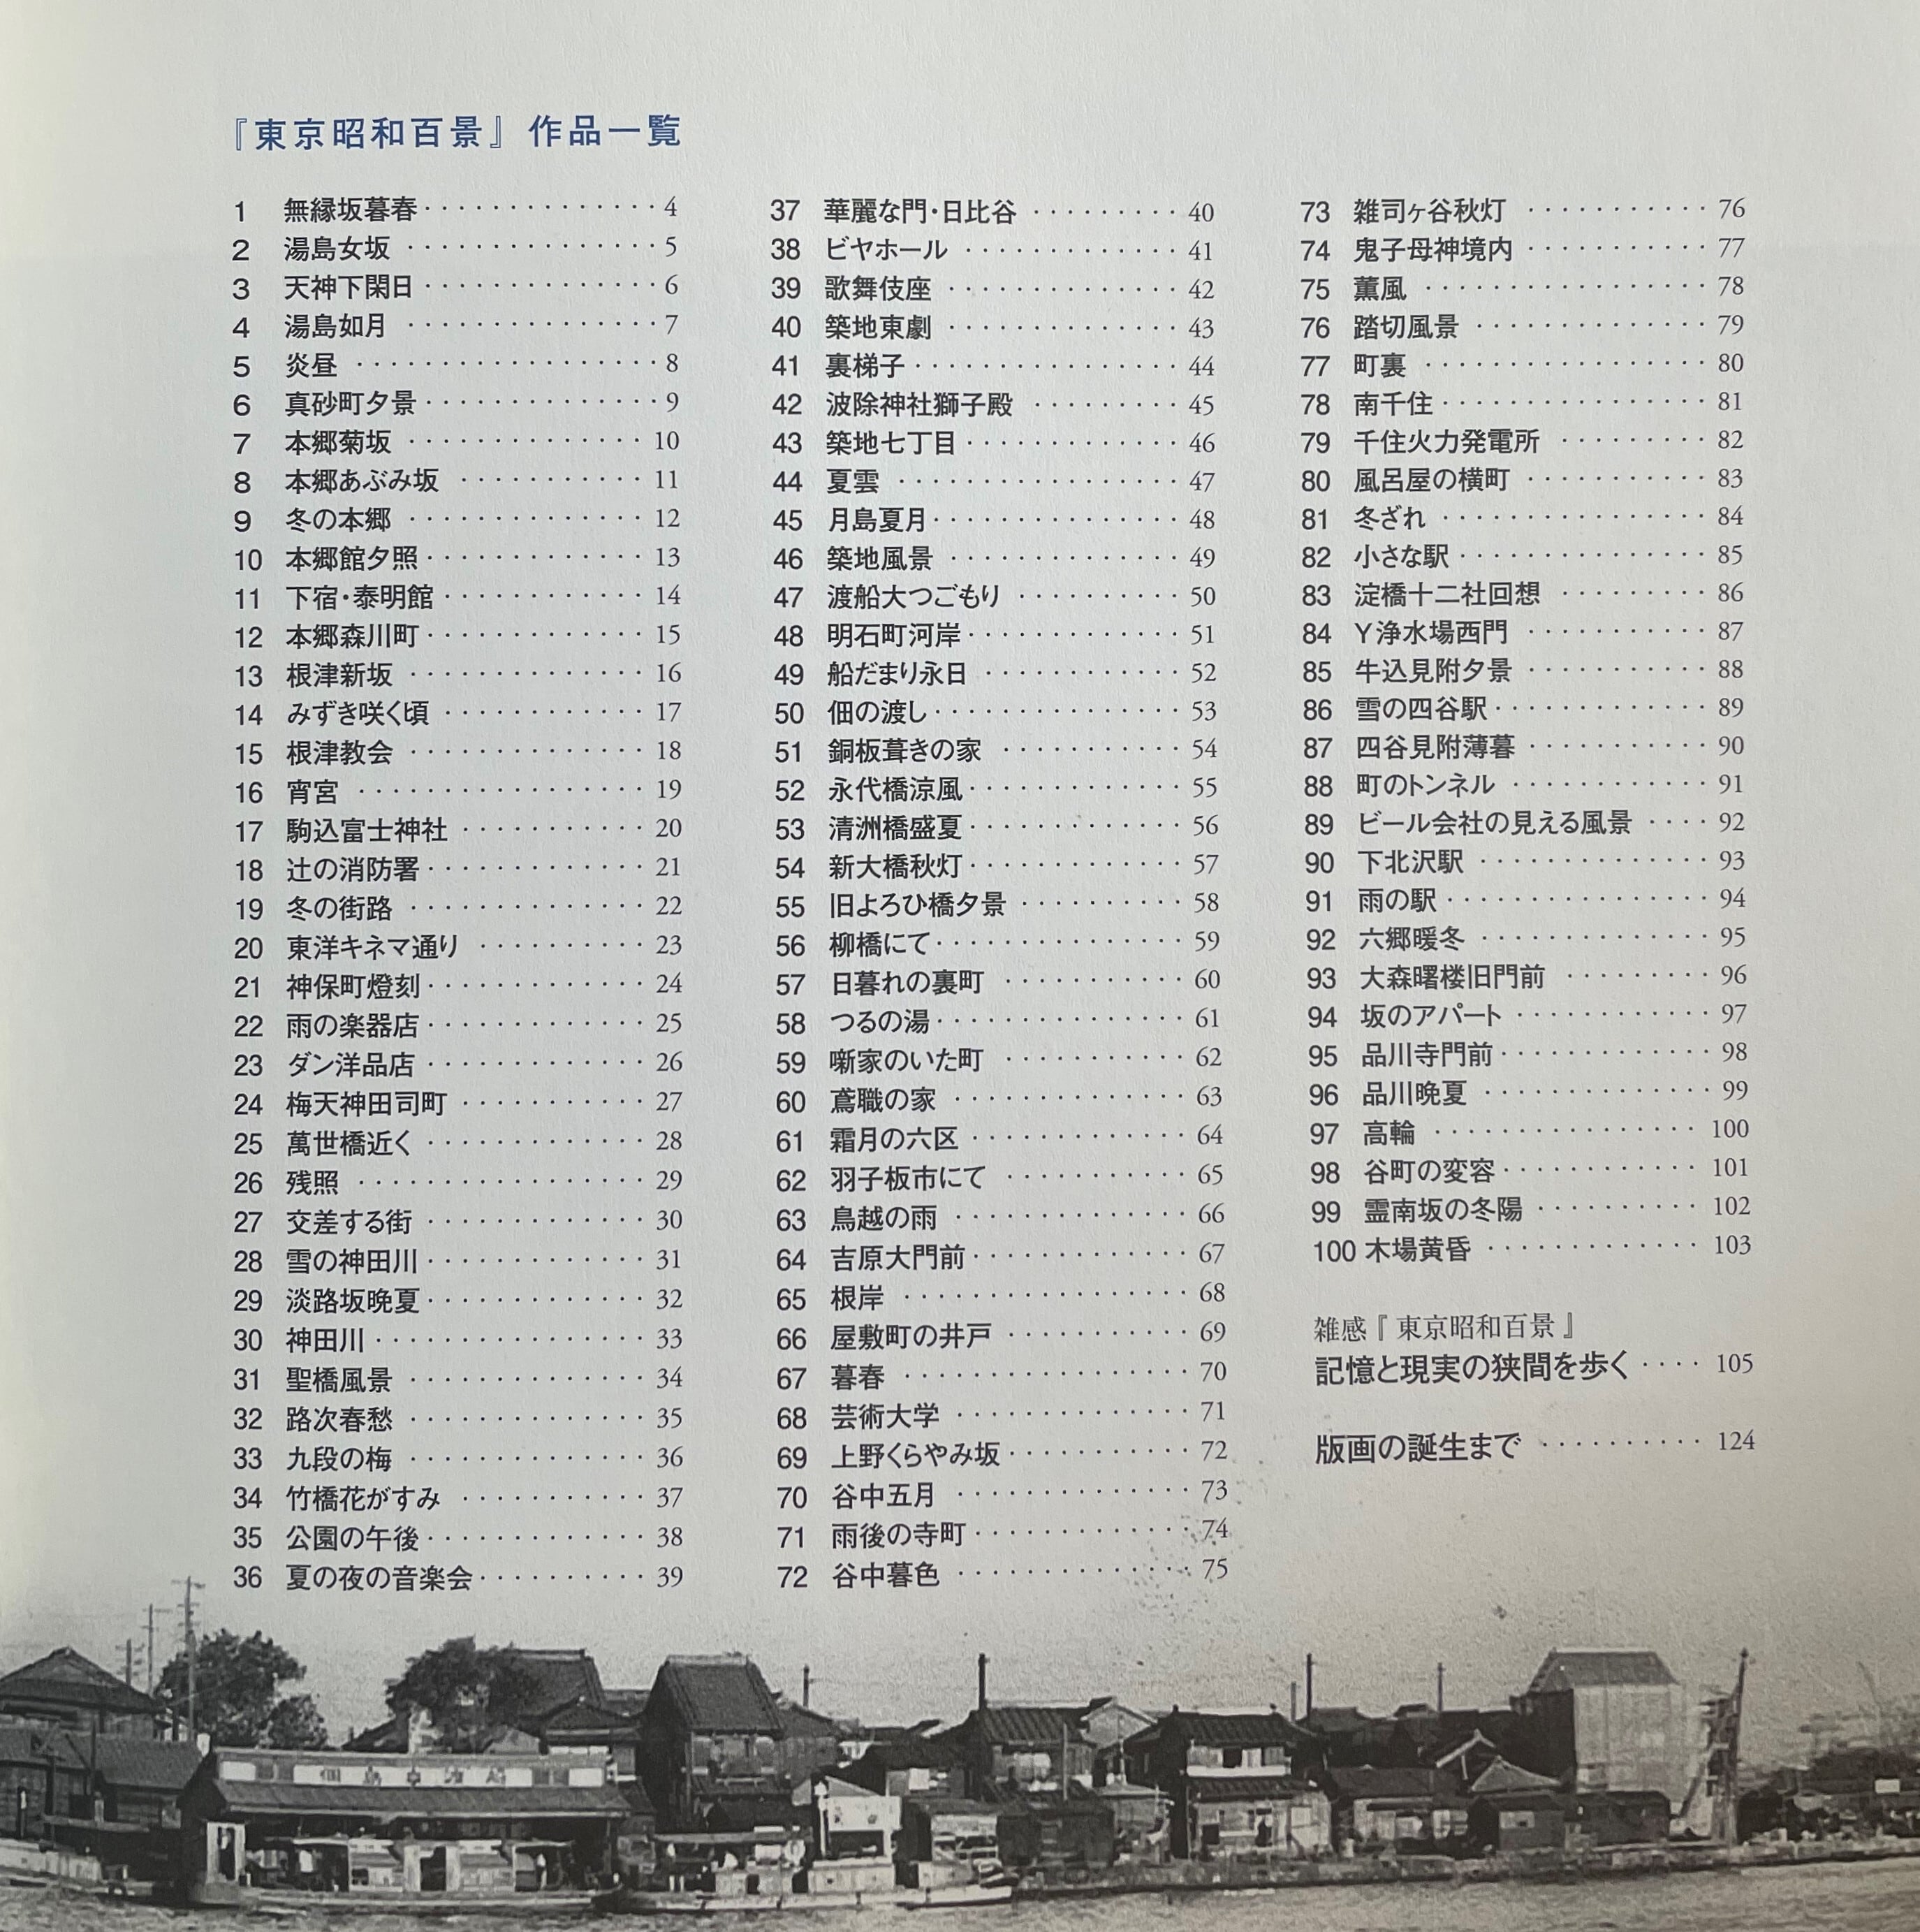 『東京昭和百景』 作品一覧
1 無縁坂暮春 4
2 湯島女坂 5
3 天神下閑日 6
4 湯島如月 7
5 炎昼 8
6 真砂町夕景 9
7 本郷菊坂 10
8 本郷あぶみ坂 11
9 冬の本郷 12
10 本郷館夕照 13
11 下宿・泰明館 14
12 本郷森川町 15
13 根津新坂 16
14 みずき咲く頃 17
15 根津教会 18
16 宵宮 19
17 駒込富士神社 20
18 辻の消防署 21
19 冬の街路 22
20 東洋キネマ通り 23
21 神保町燈刻 24
22 雨の楽器店 25
23 ダン洋品店 26
24 梅天神田司町 27
25 萬世橋近く 28
26 残照 29
27 交差する街 30
28 雪の神田川 31
29 淡路坂晩夏 32
30 神田川 33
31 聖橋風景 34
32 路次春愁 35
33 九段の梅 36
34 竹橋花がすみ 37
35 公園の午後 38
36 夏の夜の音楽会 39
37 華麗な門・日比谷 40
38 ビヤホール 41
39 歌舞伎座 42
40 築地東劇 43
41 裏梯子 44
42 波除神社獅子殿 45
43 築地七丁目 46
44 夏雲 47
45 月島夏月 48
46 築地風景 49
47 渡船大つごもり 50
48 明石町河岸 51
49 船だまり永日 52
50 佃の渡し 53
51 銅板葺きの家 54
52 永代橋涼風 55
53 清洲橋盛夏 56
54 新大橋秋灯 57
55 旧よろひ橋夕景 58
56 柳橋にて 59
57 日暮れの裏町 60
58 つるの湯 61
59 噺家のいた町 62
60 鳶職の家 63
61 霜月の六区 64
62 羽子板市にて 65
63 鳥越の雨 66
64 吉原大門前 67
65 根岸 68
66 屋敷町の井戸 69
67 暮春 70
68 芸術大学 71
69 上野くらやみ坂 72
70 谷中五月 73
71 雨後の寺町 74
72 谷中暮色 75
73 雑司ヶ谷秋灯 76
74 鬼子母神境内 77
75 薫風 78
76 踏切風景 79
77 町裏 80
78 南千住 81
79 千住火力発電所 82
80 風呂屋の横町 83
81 冬ざれ 84
82 小さな駅 85
83 淀橋十二社回想 86
84 Y浄水場西門 87
85 牛込見附夕景 88
86 雪の四谷駅 89
87 四谷見附薄暮 90
88 町のトンネル 91
89 ビール会社の見える風景 92
90 下北沢駅 93
91 雨の駅 94
92 六郷暖冬 95
93 大森曙楼旧門前 96
94 坂のアパート 97
95 品川寺門前 98
96 品川晩夏 99
97 高輪 100
98 谷町の変容 101
99 霊南坂の冬陽 102
100 木場黄昏 103
雑感『東京昭和百景』
記憶と現実の狭間を歩く 105
版画の誕生まで 124